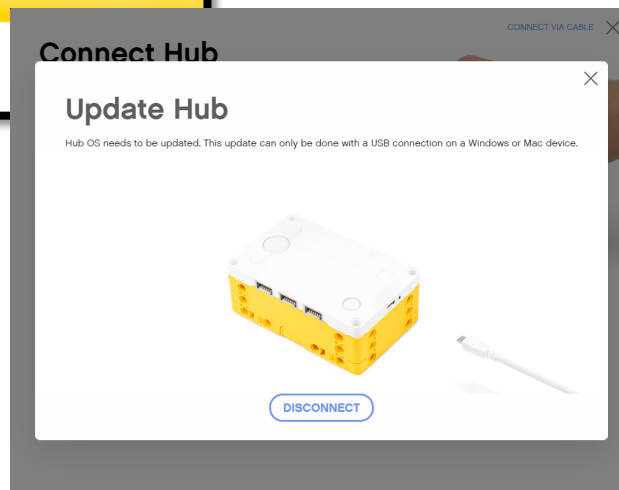 CONNECT VIA CABLE
Connect Hub
Update Hub
Hub OS needs to be updated. This update can only be done with a USB connection on a Windows or Mac device.
DISCONNECT